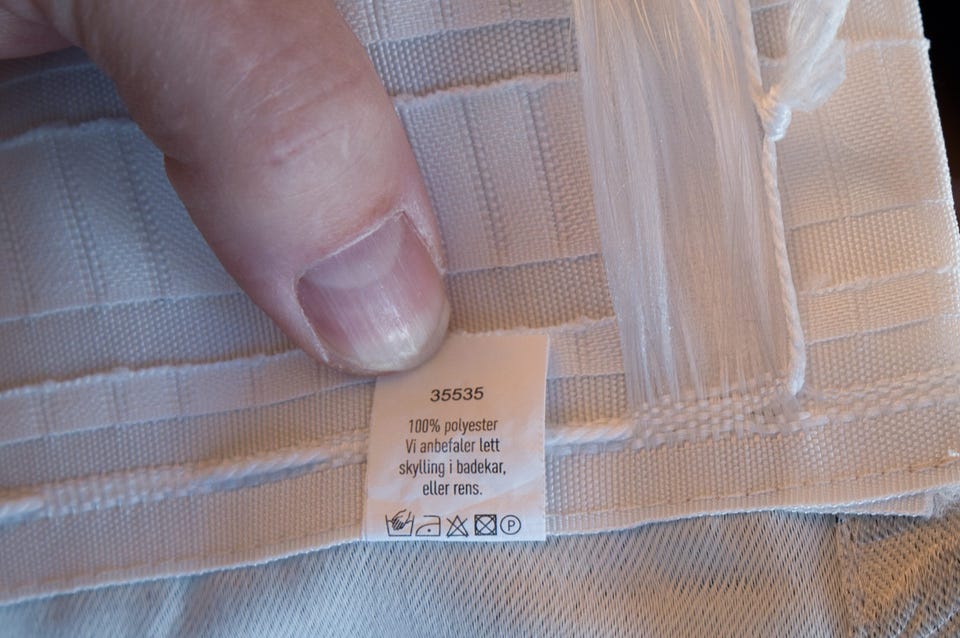 35535
100% polyester
Vi anbefaler lett
skylling i badekar,
eller rens.
P